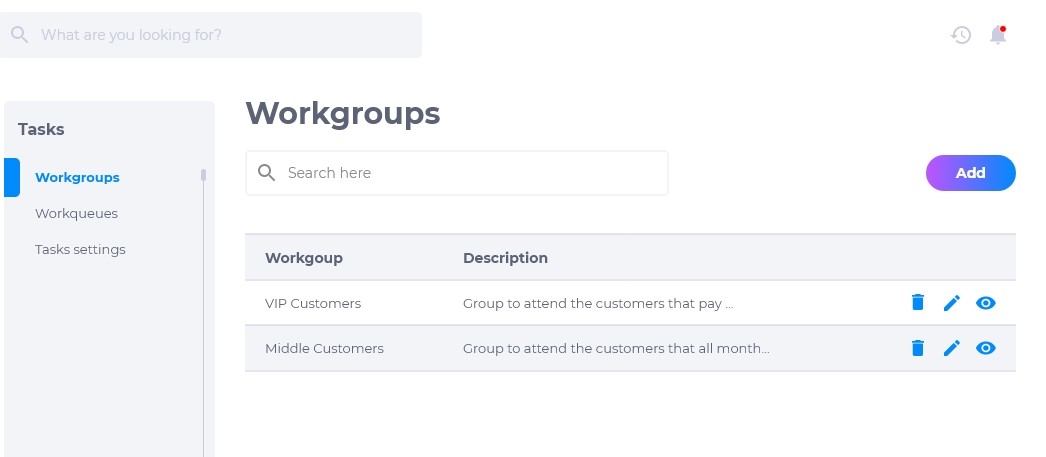 What are you looking for?
Tasks
Workgroups
Workqueues
Tasks settings
Workgroups
Search here
Add
Workgoup Description
VIP Customers Group to attend the customers that pay ...
Middle Customers Group to attend the customers that all month...